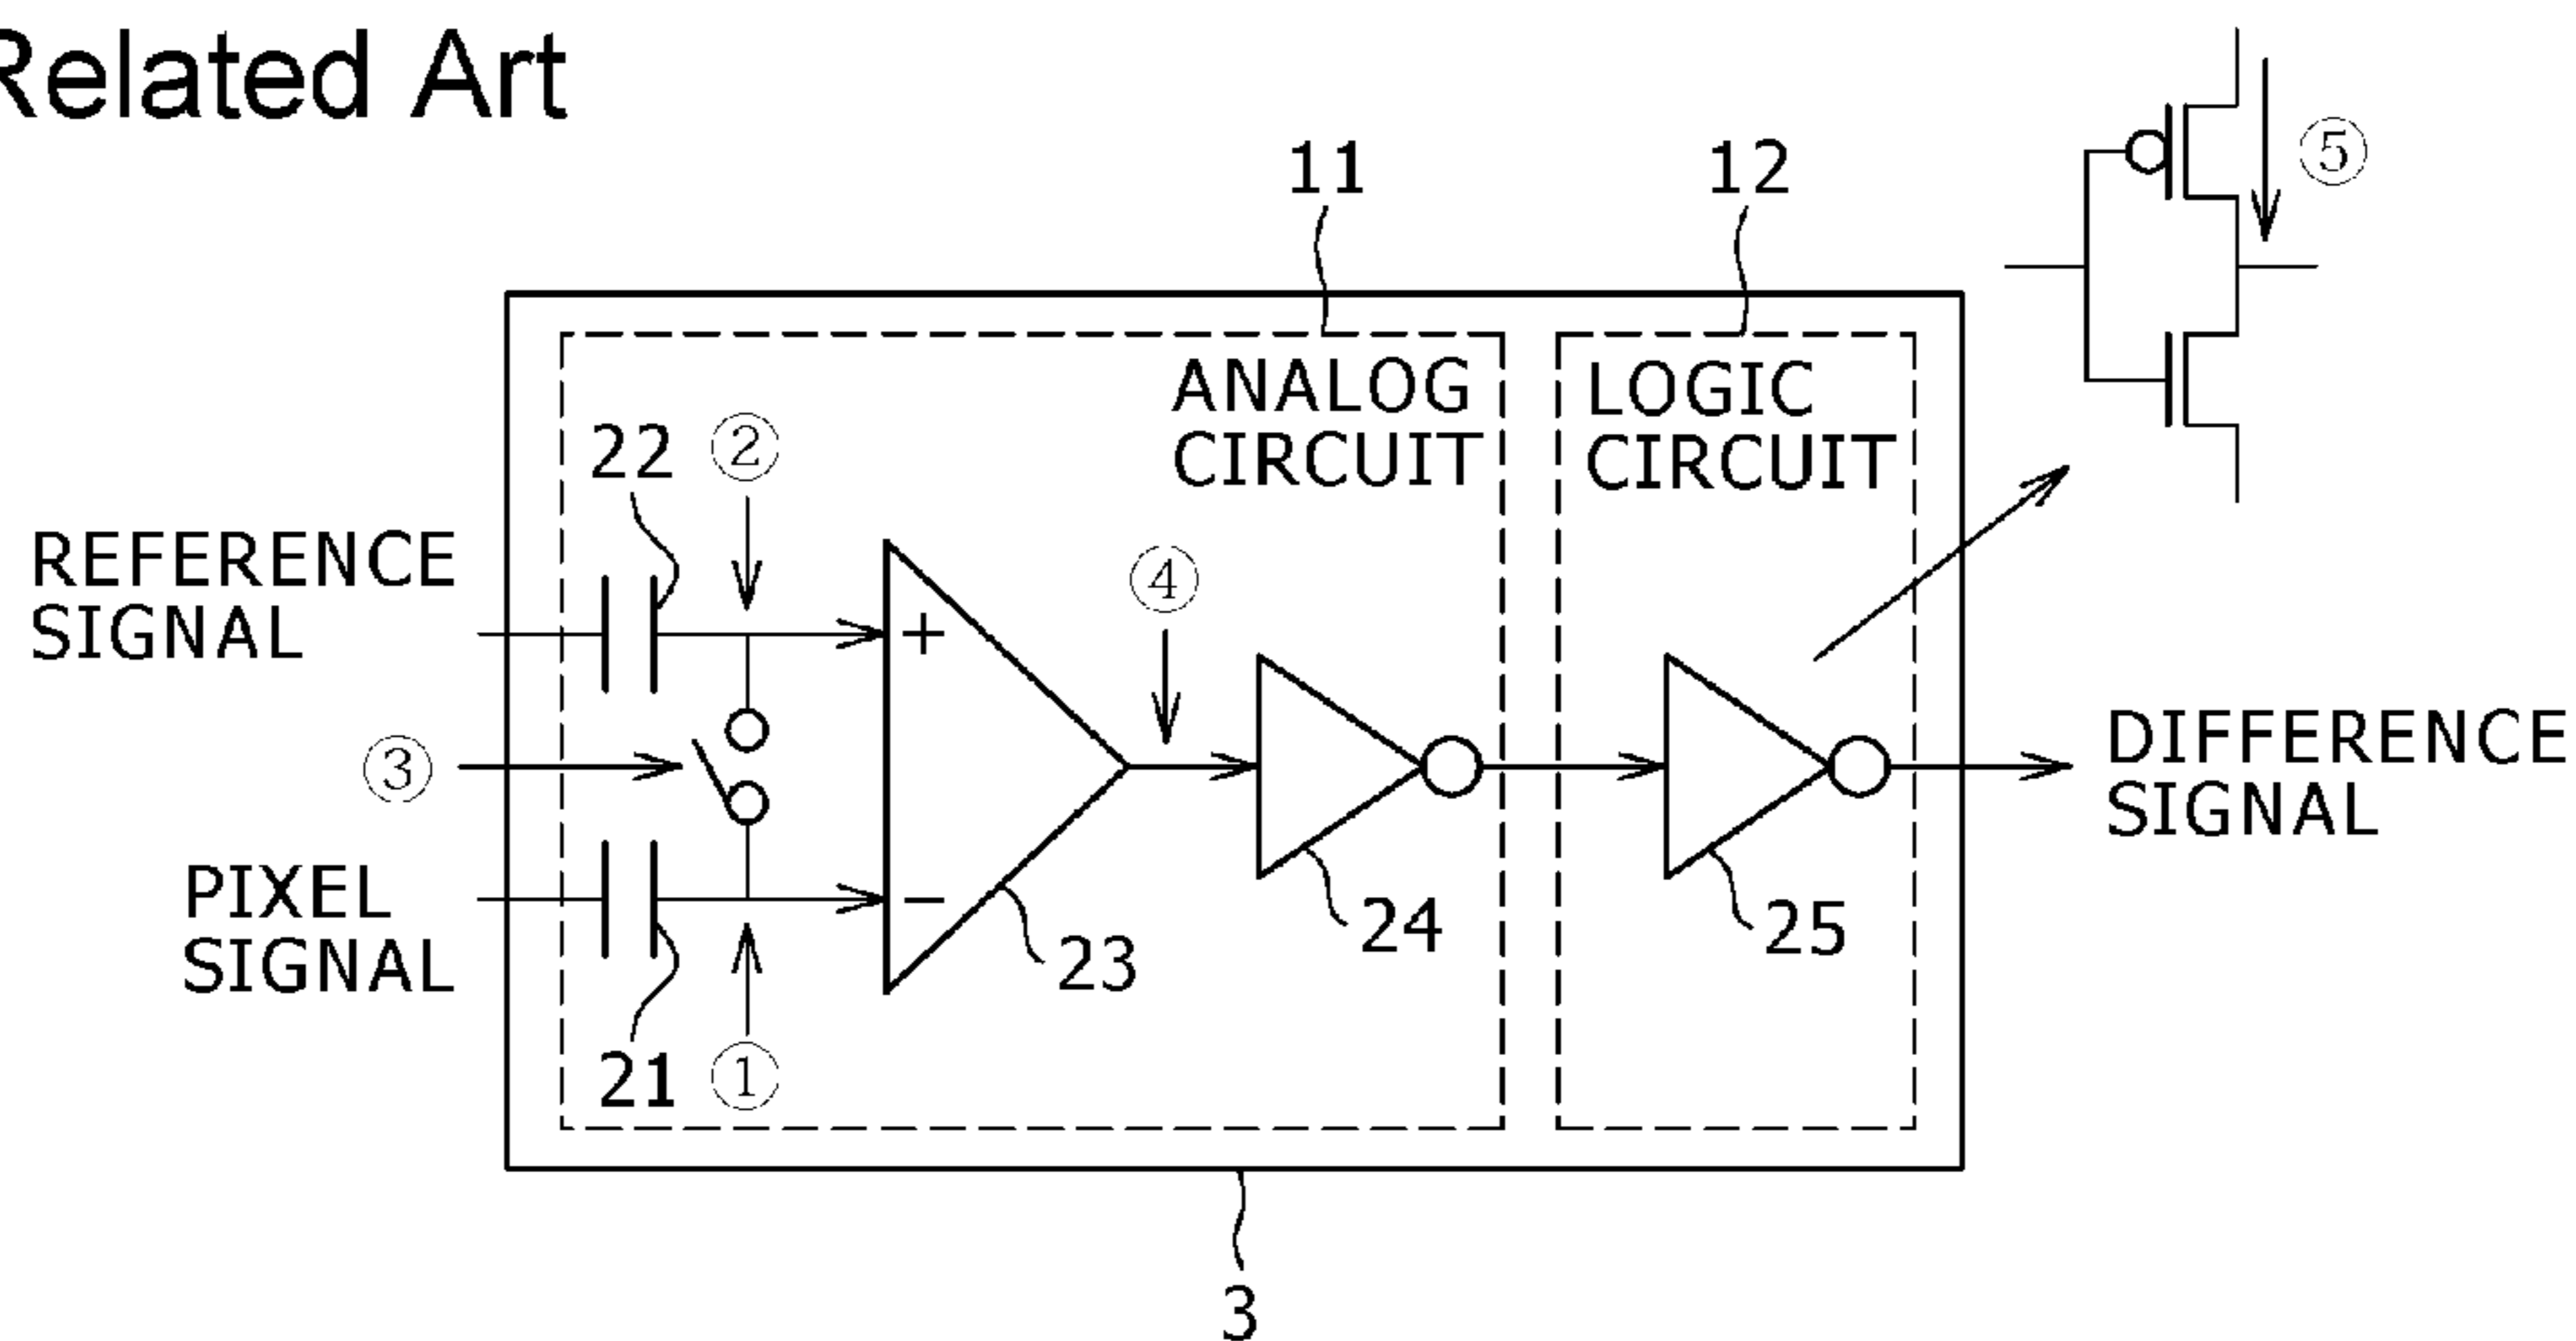 Related Art
11
12
⑤
ANALOG
CIRCUIT
LOGIC
CIRCUIT
22
②
④
REFERENCE
SIGNAL
+
③
DIFFERENCE
SIGNAL
PIXEL
SIGNAL
−
23
24
25
21
①
3